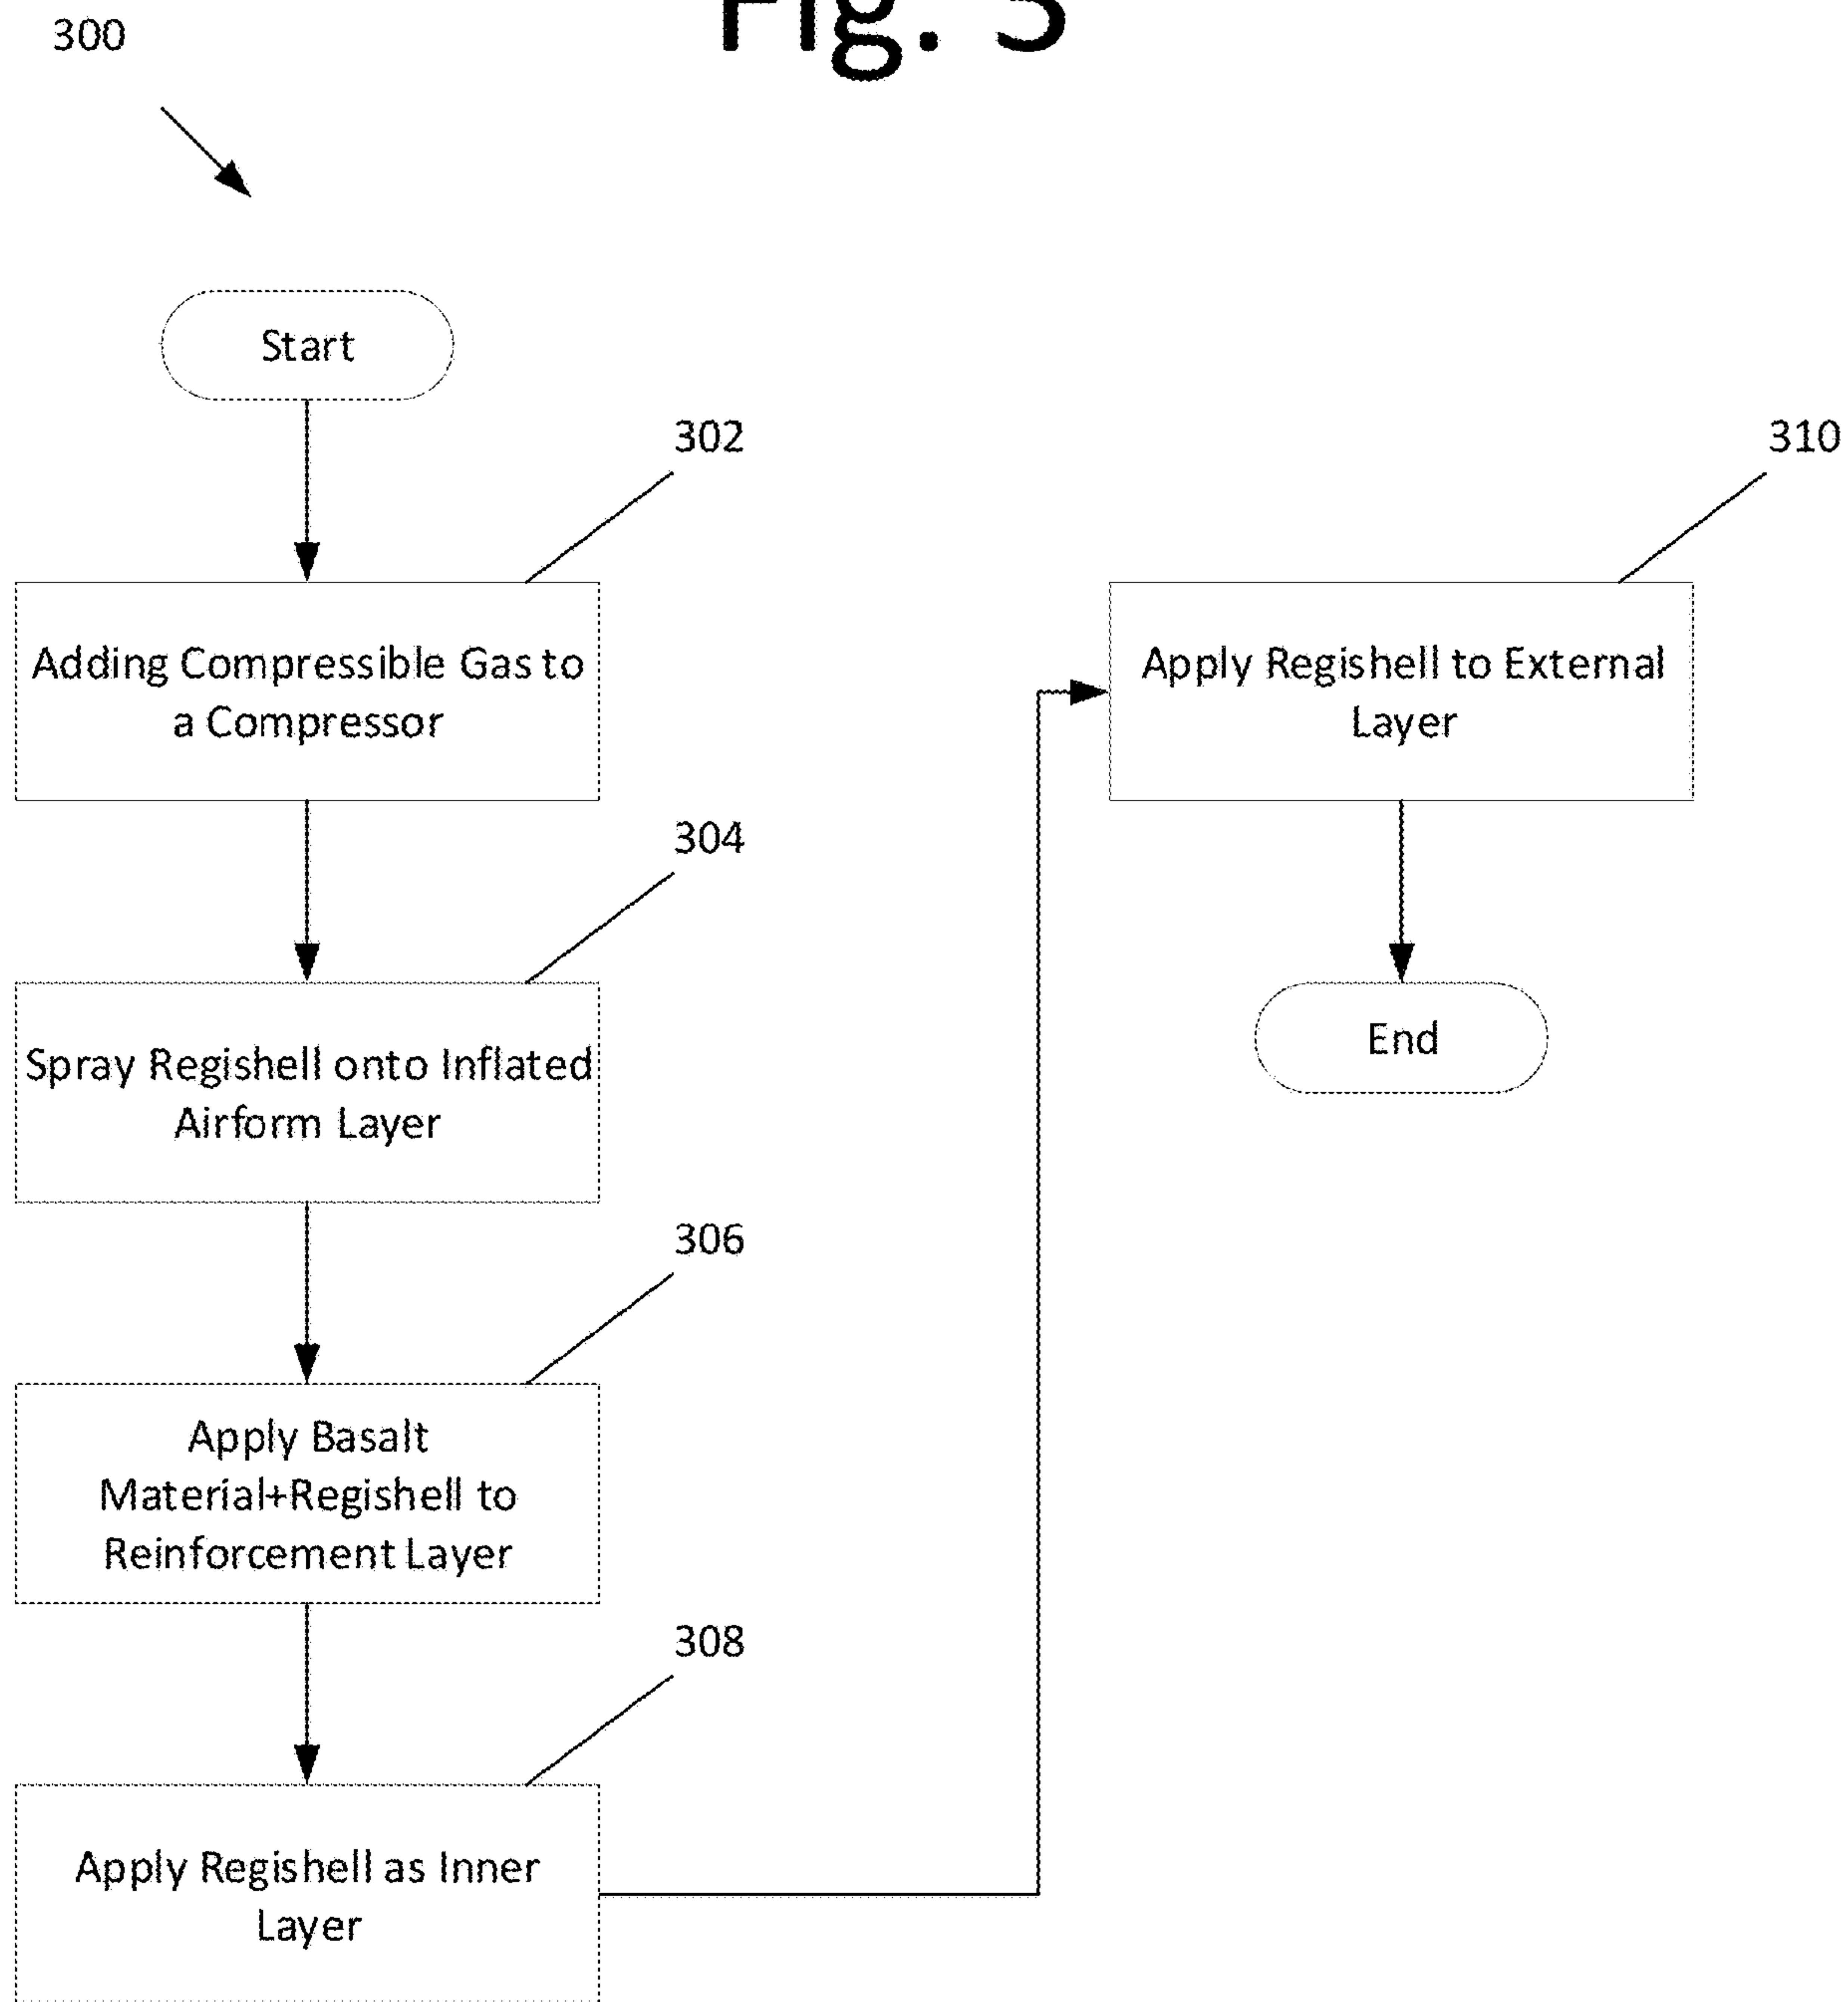 Fig. 3
300
Start
302
Adding Compressible Gas to
a Compressor
304
Spray Regishell onto Inflated
Airform Layer
306
Apply Basalt
Material+Regishell to
Reinforcement Layer
308
Apply Regishell as Inner
Layer
310
Apply Regishell to External
Layer
End